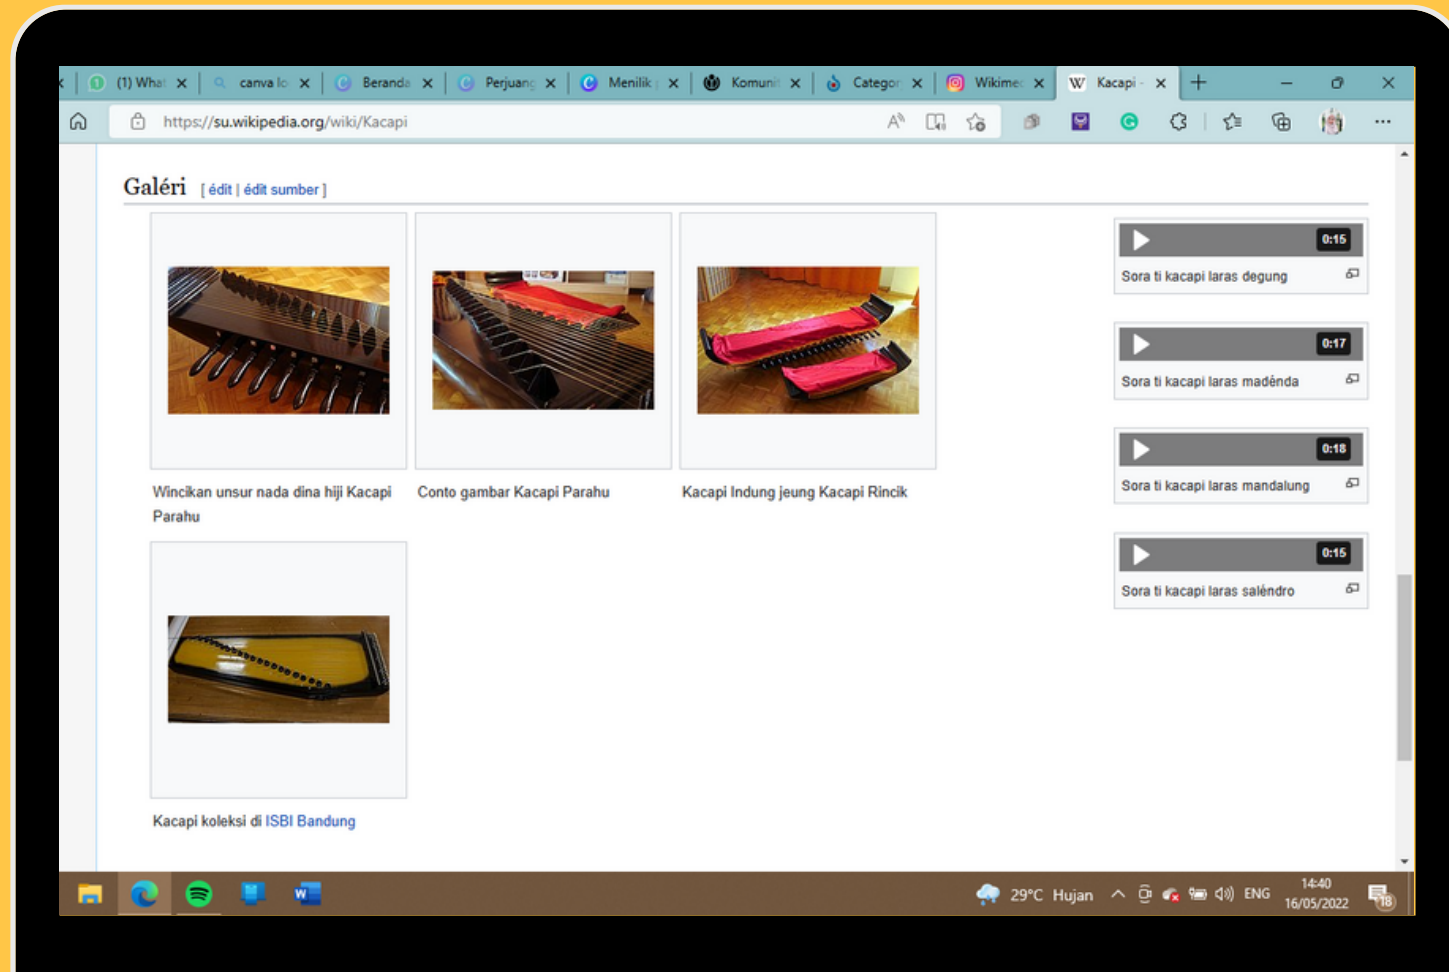 (1) What canva lo Beranda Perjuang Menilik Komunit Categor Wikimed Kacapi -
https://su.wikipedia.org/wiki/Kacapi
Galéri [ édit | édit sumber ]
Wincikan unsur nada dina hiji Kacapi
Parahu
Conto gambar Kacapi Parahu
Kacapi Indung jeung Kacapi Rincik
Kacapi koleksi di ISBI Bandung
0:15
Sora ti kacapi laras degung
0:17
Sora ti kacapi laras madénda
0:18
Sora ti kacapi laras mandalung
0:15
Sora ti kacapi laras saléndro
29°C Hujan ENG 14:40
16/05/2022
18